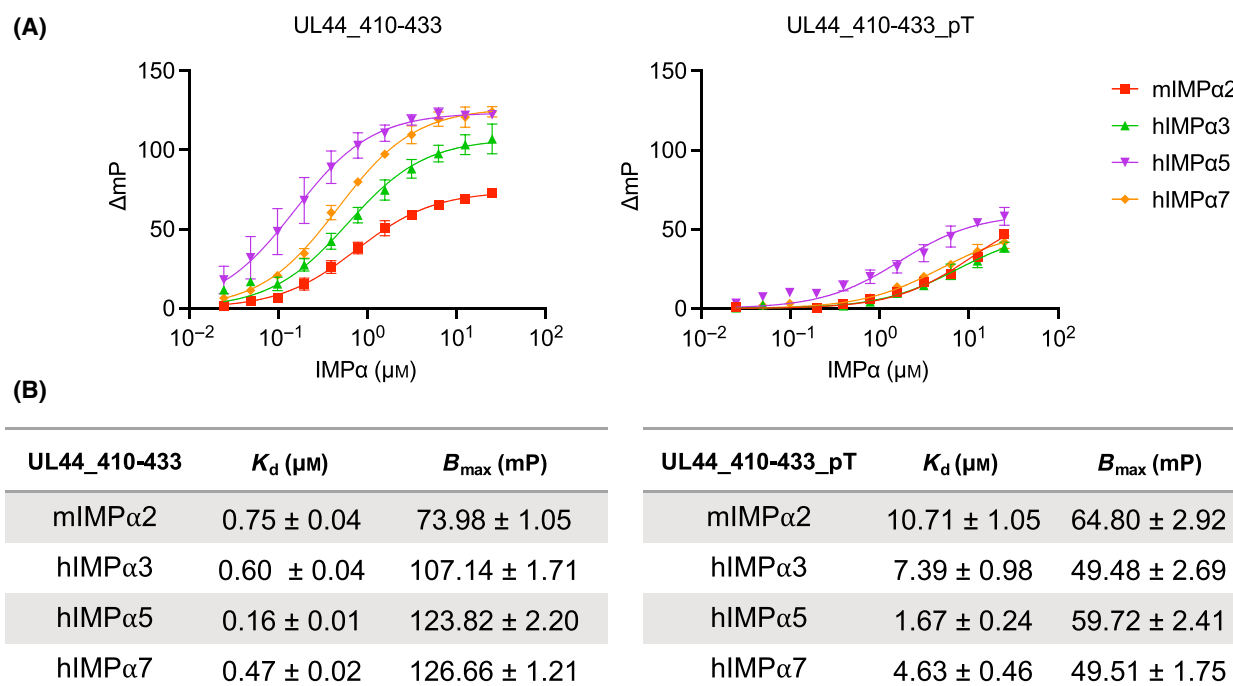 (A)
UL44_410-433
UL44_410-433_pT
150
100
50
0
ΔmP
10⁻² 10⁻¹ 10⁰ 10¹ 10²
IMPα (μM)
150
100
50
0
ΔmP
10⁻² 10⁻¹ 10⁰ 10¹ 10²
IMPα (μM)
mIMPα2
hIMPα3
hIMPα5
hIMPα7
(B)
UL44_410-433 Kd (μM) Bmax (mP)
mIMPα2 0.75 ± 0.04 73.98 ± 1.05
hIMPα3 0.60 ± 0.04 107.14 ± 1.71
hIMPα5 0.16 ± 0.01 123.82 ± 2.20
hIMPα7 0.47 ± 0.02 126.66 ± 1.21
UL44_410-433_pT Kd (μM) Bmax (mP)
mIMPα2 10.71 ± 1.05 64.80 ± 2.92
hIMPα3 7.39 ± 0.98 49.48 ± 2.69
hIMPα5 1.67 ± 0.24 59.72 ± 2.41
hIMPα7 4.63 ± 0.46 49.51 ± 1.75